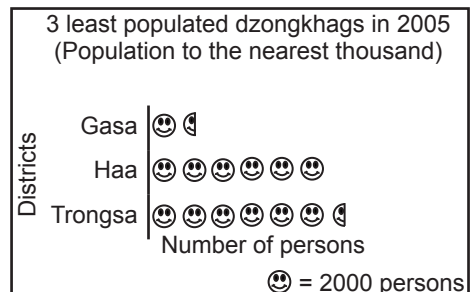 3 least populated dzongkhags in 2005
(Population to the nearest thousand)
Districts
Gasa
Haa
Trongsa
Number of persons
= 2000 persons